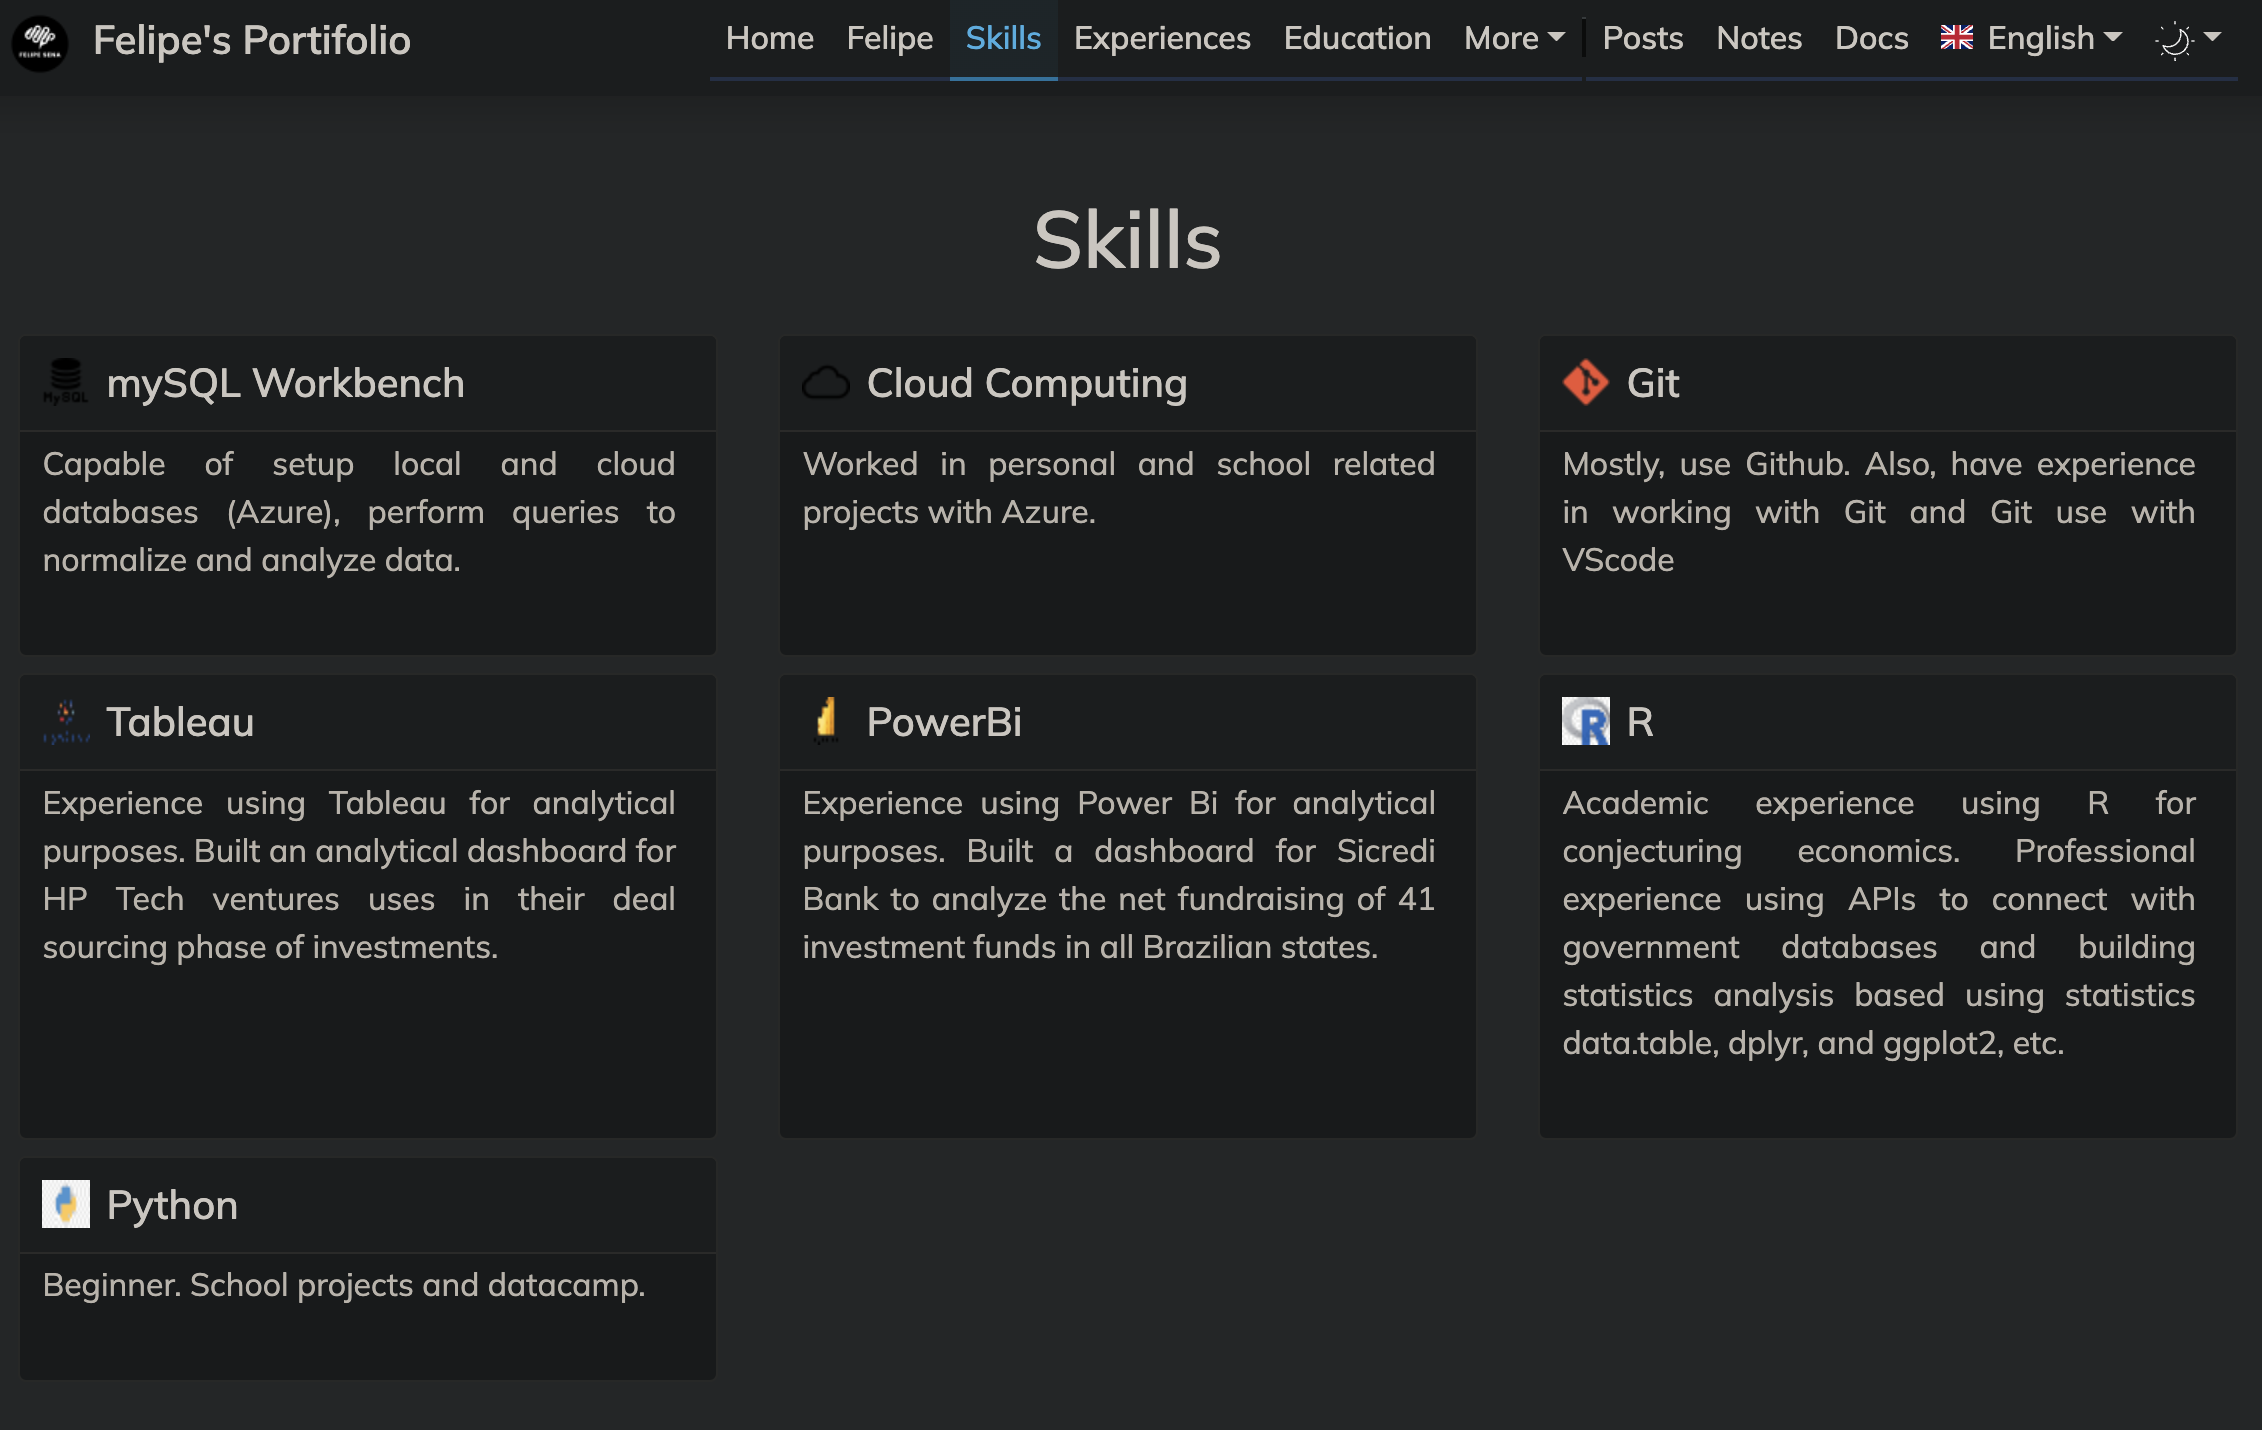 FELIPE SENA
Felipe's Portifolio
Home Felipe Skills Experiences Education More Posts Notes Docs English
Skills
MySQL
mySQL Workbench
Capable of setup local and cloud
databases (Azure), perform queries to
normalize and analyze data.
Cloud Computing
Worked in personal and school related
projects with Azure.
Git
Mostly, use Github. Also, have experience
in working with Git and Git use with
VScode
Tableau
Experience using Tableau for analytical
purposes. Built an analytical dashboard for
HP Tech ventures uses in their deal
sourcing phase of investments.
PowerBi
Experience using Power Bi for analytical
purposes. Built a dashboard for Sicredi
Bank to analyze the net fundraising of 41
investment funds in all Brazilian states.
R
R
Academic experience using R for
conjecturing economics. Professional
experience using APIs to connect with
government databases and building
statistics analysis based using statistics
data.table, dplyr, and ggplot2, etc.
Python
Beginner. School projects and datacamp.